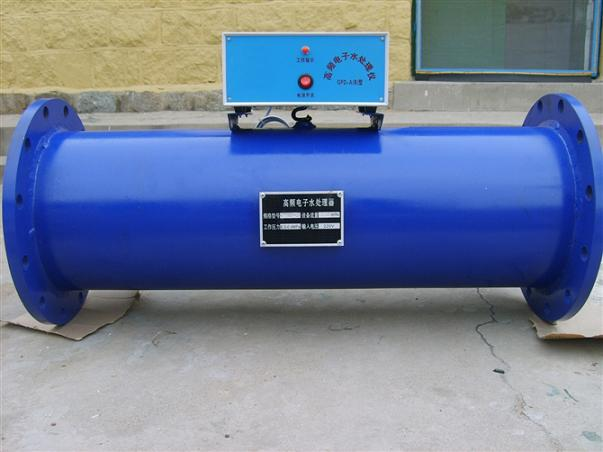 高频电子水处理仪
GPD-A(B)型
工作指示
电源开关
高频电子水处理器
规格型号 设备流量
工作压力 输入电压 220V